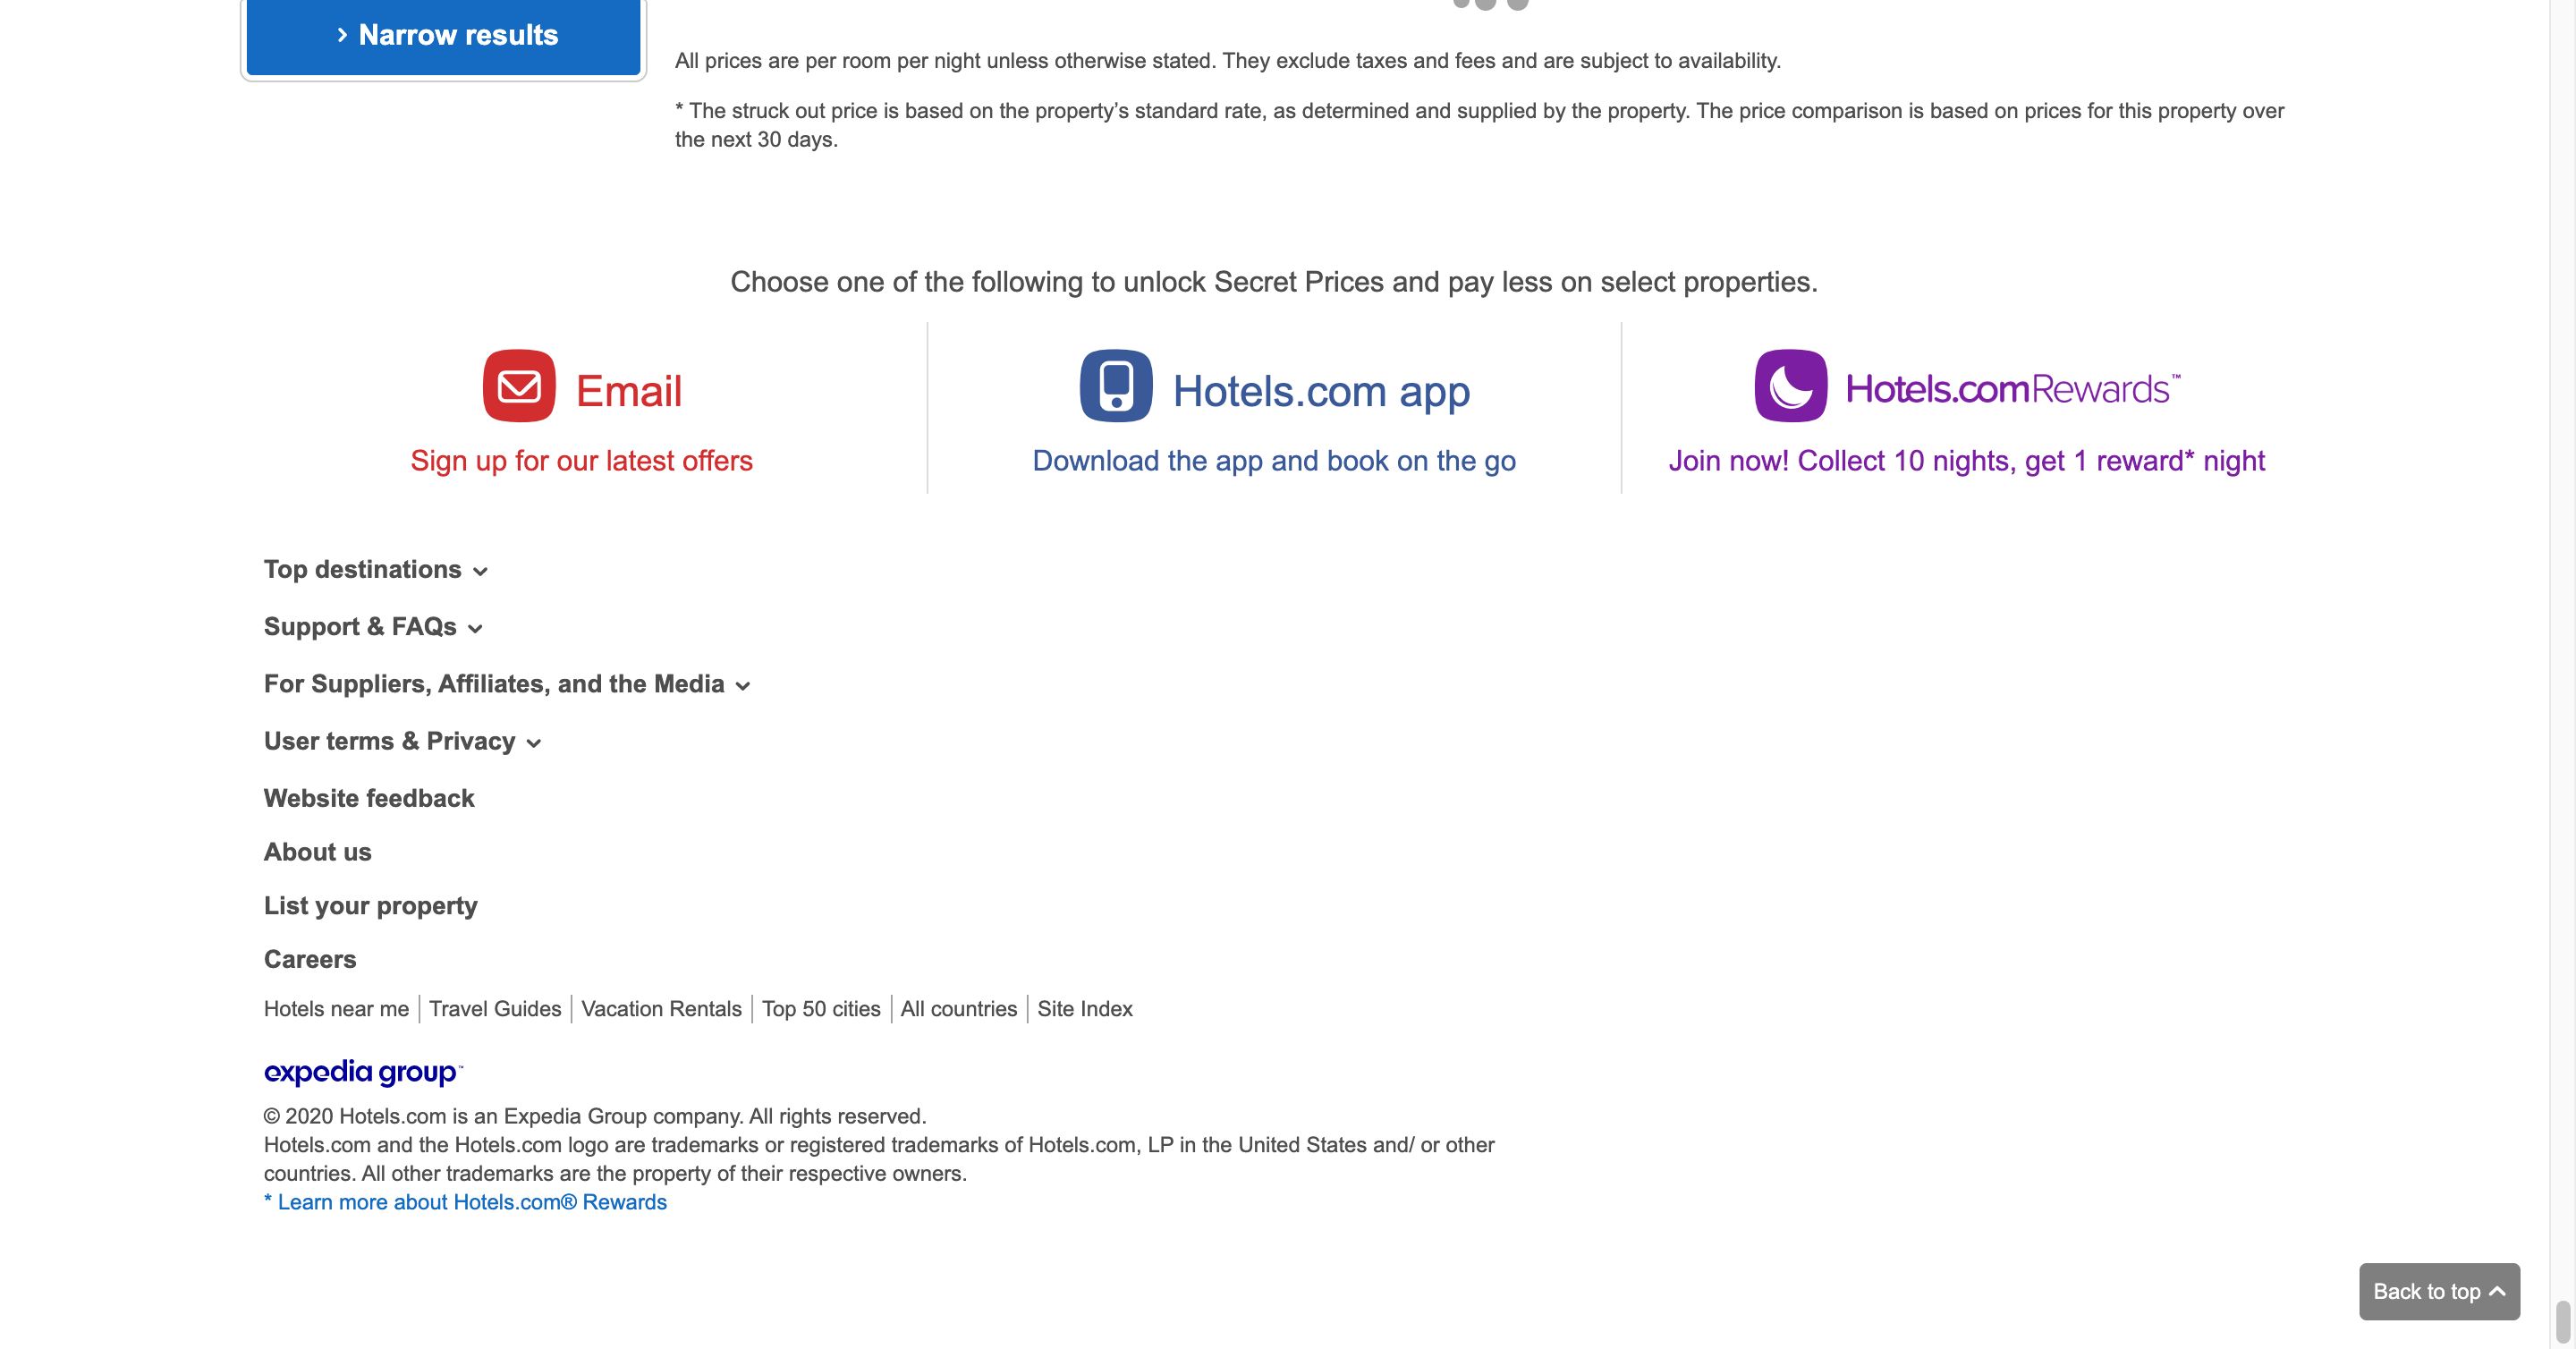 Narrow results
All prices are per room per night unless otherwise stated. They exclude taxes and fees and are subject to availability.
* The struck out price is based on the property’s standard rate, as determined and supplied by the property. The price comparison is based on prices for this property over
the next 30 days.
Choose one of the following to unlock Secret Prices and pay less on select properties.
Email
Sign up for our latest offers
Hotels.com app
Download the app and book on the go
Hotels.comRewards™
Join now! Collect 10 nights, get 1 reward* night
Top destinations
Support & FAQs
For Suppliers, Affiliates, and the Media
User terms & Privacy
Website feedback
About us
List your property
Careers
Hotels near me | Travel Guides | Vacation Rentals | Top 50 cities | All countries | Site Index
expedia group™
© 2020 Hotels.com is an Expedia Group company. All rights reserved.
Hotels.com and the Hotels.com logo are trademarks or registered trademarks of Hotels.com, LP in the United States and/ or other
countries. All other trademarks are the property of their respective owners.
* Learn more about Hotels.com® Rewards
Back to top